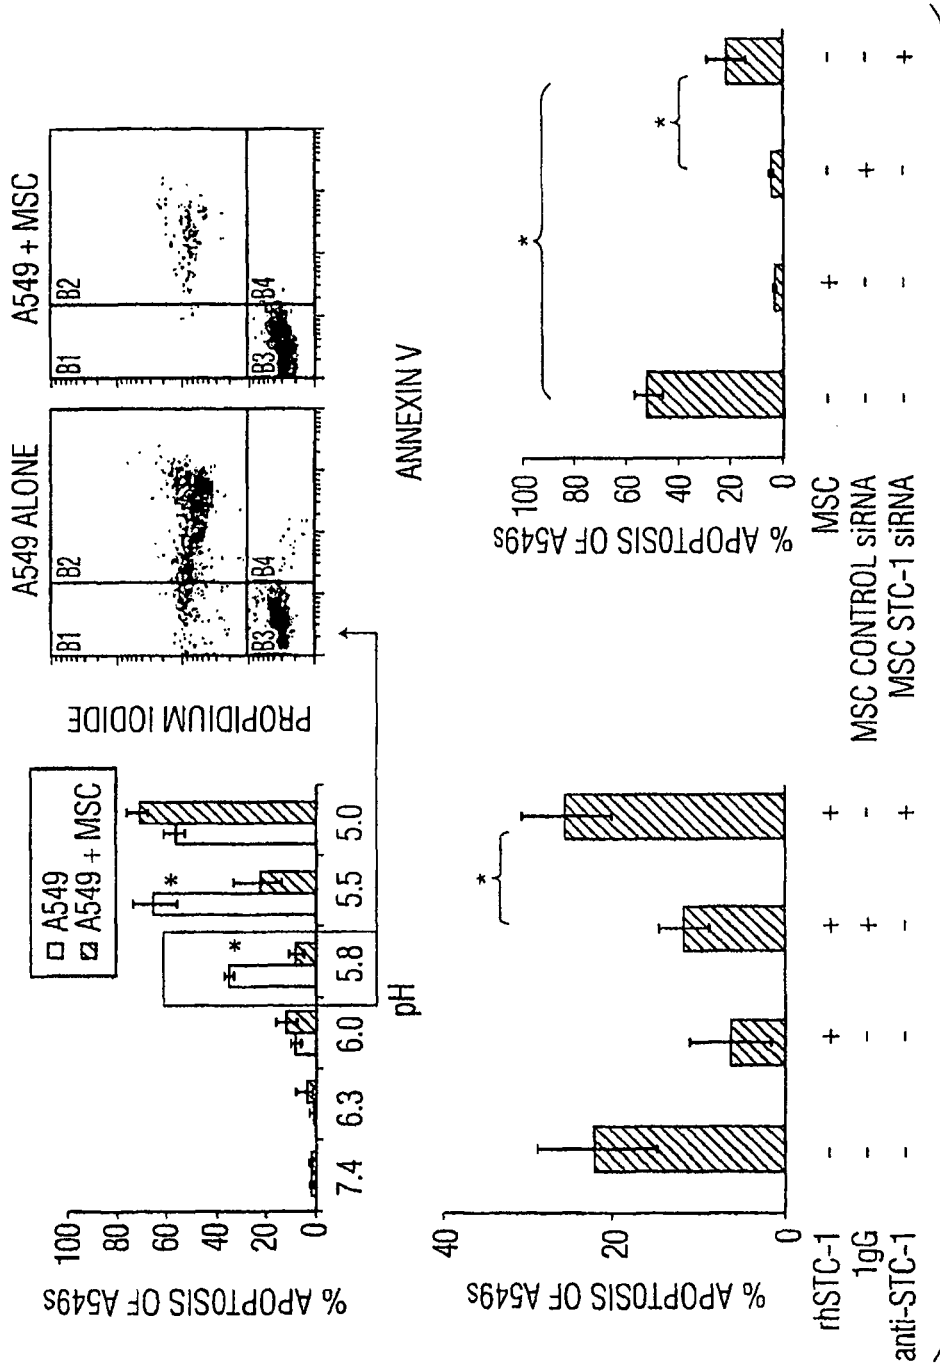 % APOPTOSIS OF A549s
100
80
60
40
20
0
7.4 6.3 6.0 5.8 5.5 5.0
pH
A549
A549 + MSC
*
*
PROPIDIUM IODIDE
A549 ALONE
B1 B2
B3 B4
A549 + MSC
B1 B2
B3 B4
ANNEXIN V
% APOPTOSIS OF A549s
40
20
0
*
rhSTC-1 - + + +
1gG - - + -
anti-STC-1 - - - +
% APOPTOSIS OF A549s
100
80
60
40
20
0
*
*
MSC - + - -
MSC CONTROL siRNA - - + -
MSC STC-1 siRNA - - - +